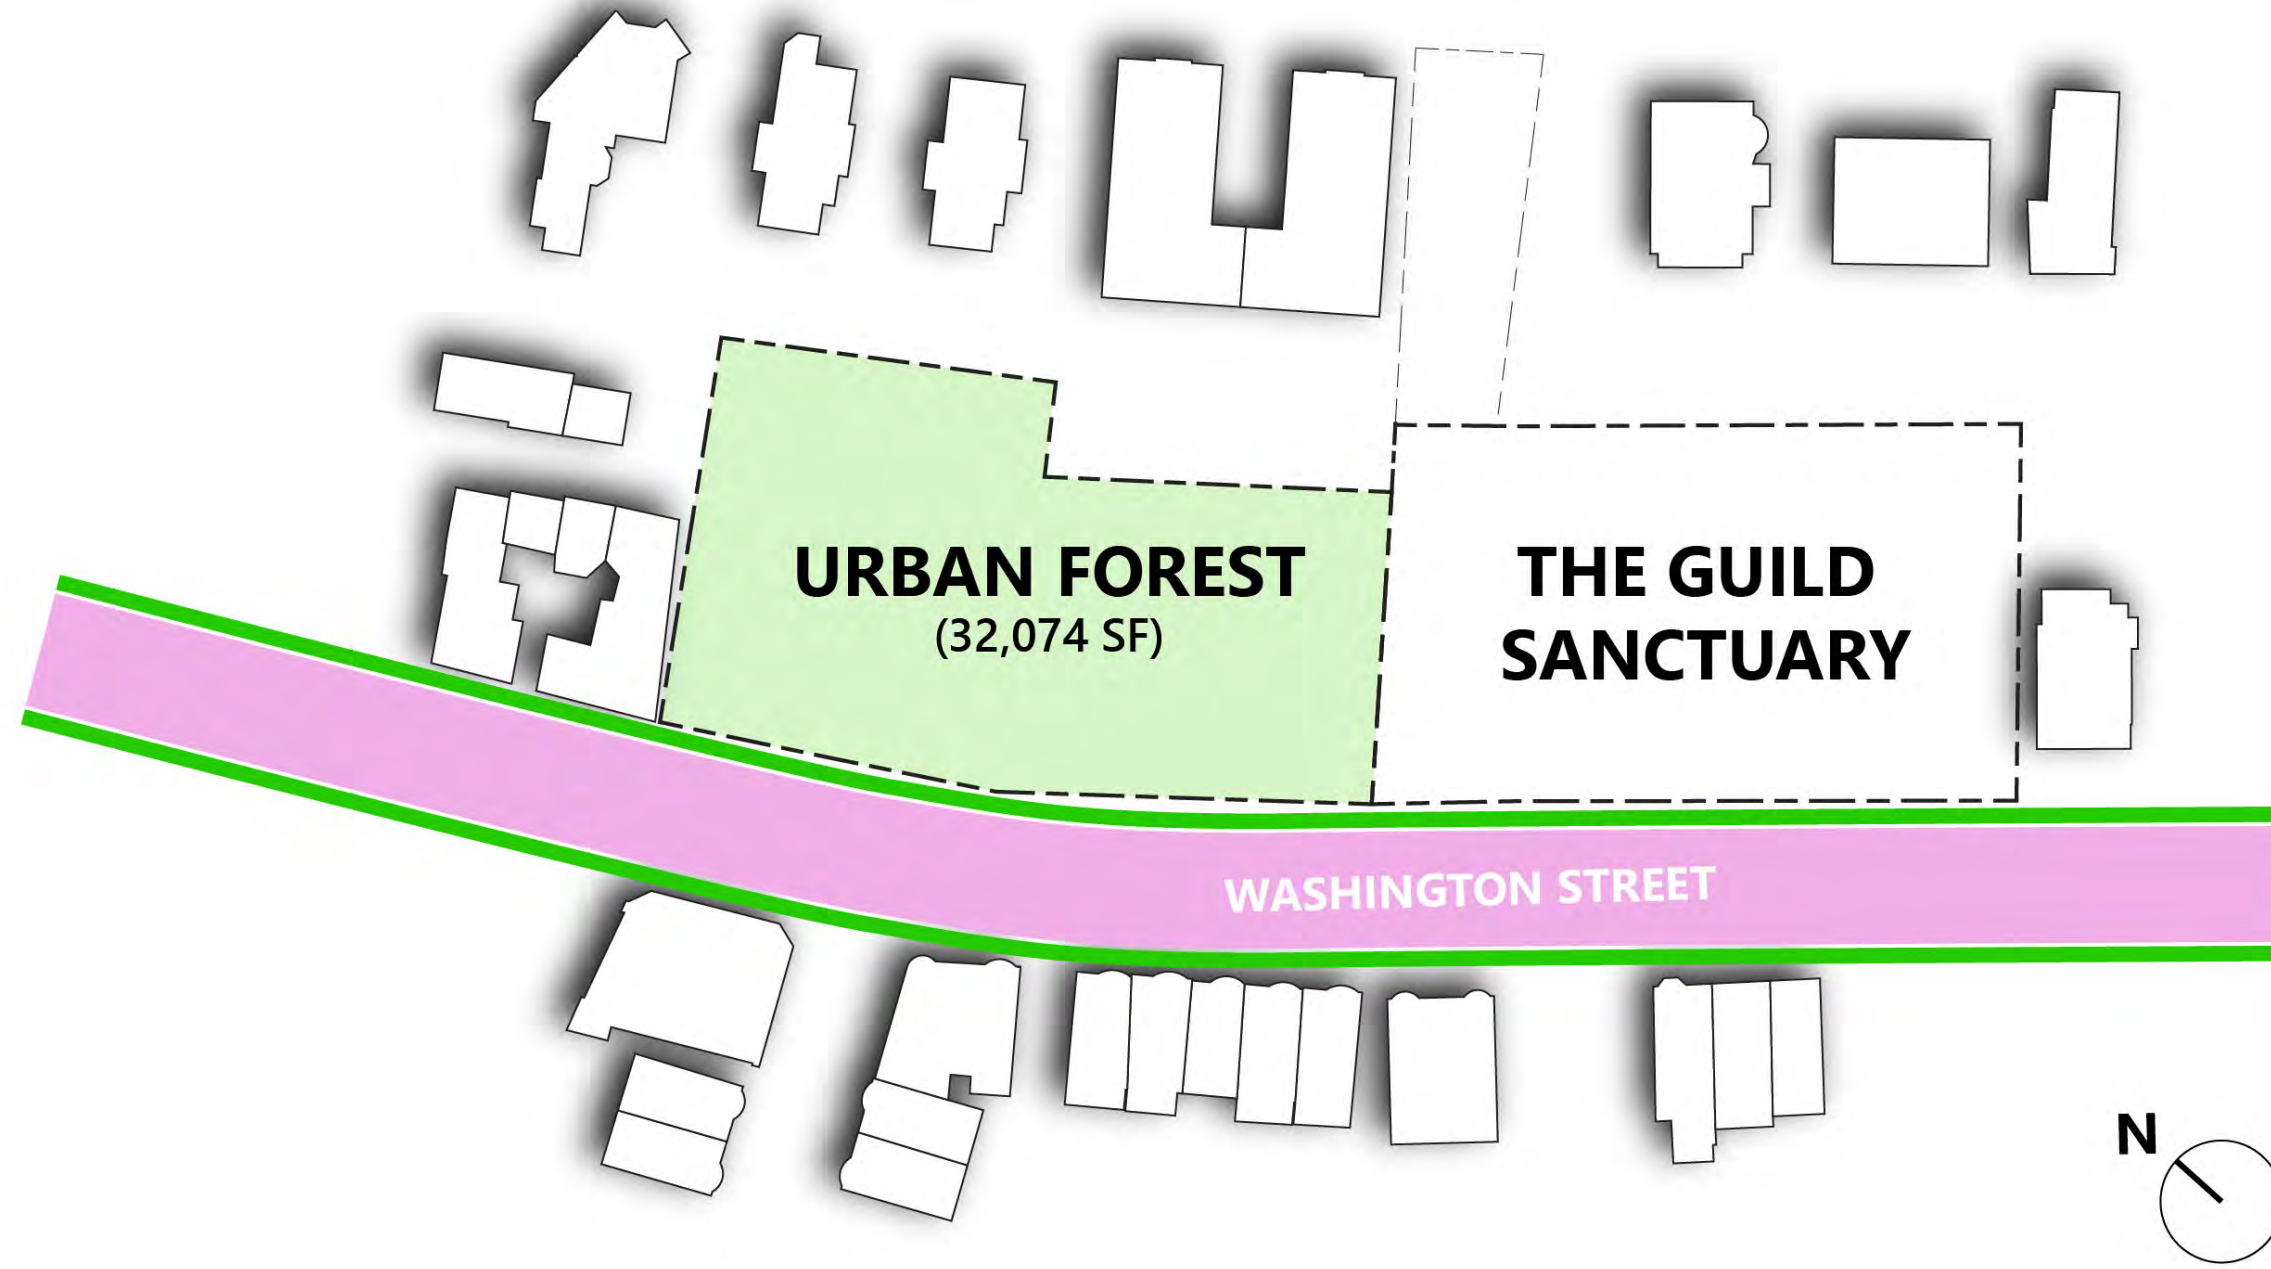 URBAN FOREST
(32,074 SF)
THE GUILD
SANCTUARY
WASHINGTON STREET
N